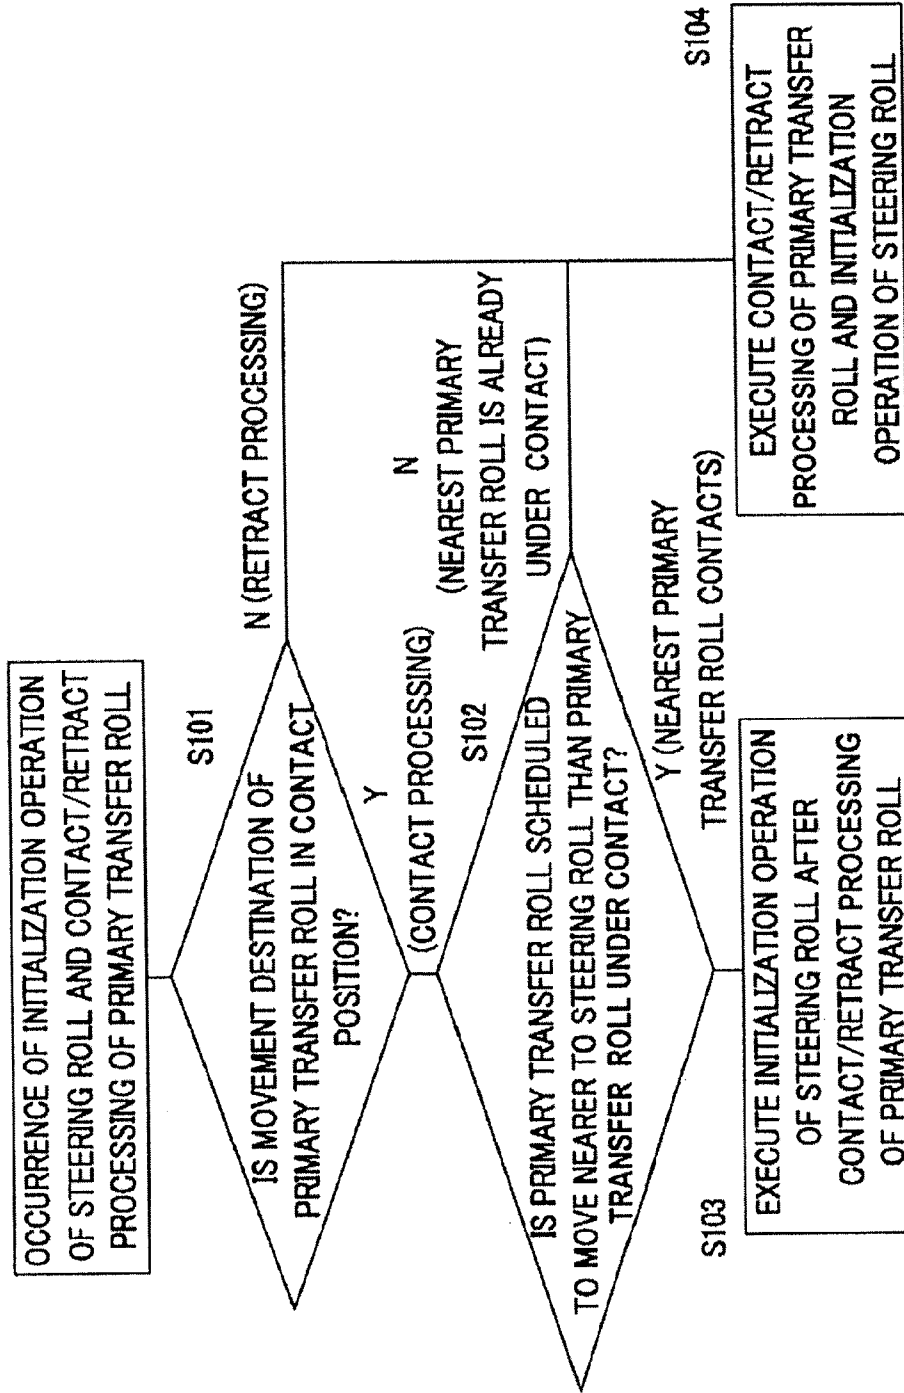 OCCURRENCE OF INITIALIZATION OPERATION
OF STEERING ROLL AND CONTACT/RETRACT
PROCESSING OF PRIMARY TRANSFER ROLL
S101
IS MOVEMENT DESTINATION OF
PRIMARY TRANSFER ROLL IN CONTACT
POSITION?
N (RETRACT PROCESSING)
Y
(CONTACT PROCESSING)
S102
IS PRIMARY TRANSFER ROLL SCHEDULED
TO MOVE NEARER TO STEERING ROLL THAN PRIMARY
TRANSFER ROLL UNDER CONTACT?
N
(NEAREST PRIMARY
TRANSFER ROLL IS ALREADY
UNDER CONTACT)
Y (NEAREST PRIMARY
TRANSFER ROLL CONTACTS)
S103
EXECUTE INITIALIZATION OPERATION
OF STEERING ROLL AFTER
CONTACT/RETRACT PROCESSING
OF PRIMARY TRANSFER ROLL
S104
EXECUTE CONTACT/RETRACT
PROCESSING OF PRIMARY TRANSFER
ROLL AND INITIALIZATION
OPERATION OF STEERING ROLL